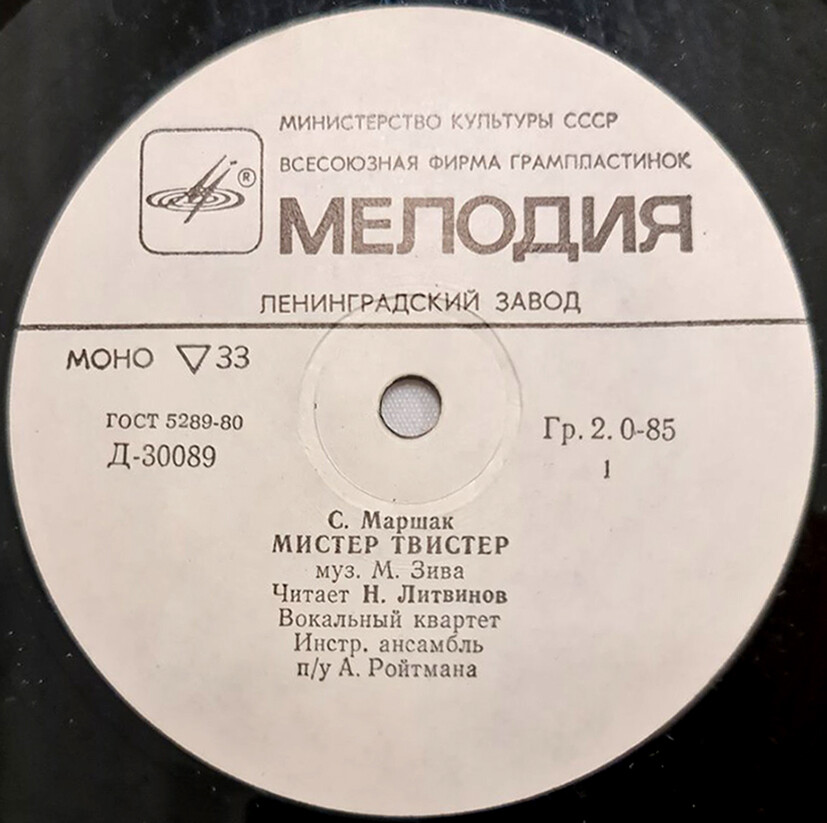 МИНИСТЕРСТВО КУЛЬТУРЫ СССР
ВСЕСОЮЗНАЯ ФИРМА ГРАМПЛАСТИНОК
®
МЕЛОДИЯ
ЛЕНИНГРАДСКИЙ ЗАВОД
МОНО ▽33
ГОСТ 5289-80
Д-30089
Гр. 2. 0-85
1
С. Маршак
МИСТЕР ТВИСТЕР
муз. М. Зива
Читает Н. Литвинов
Вокальный квартет
Инстр. ансамбль
п/у А. Ройтмана